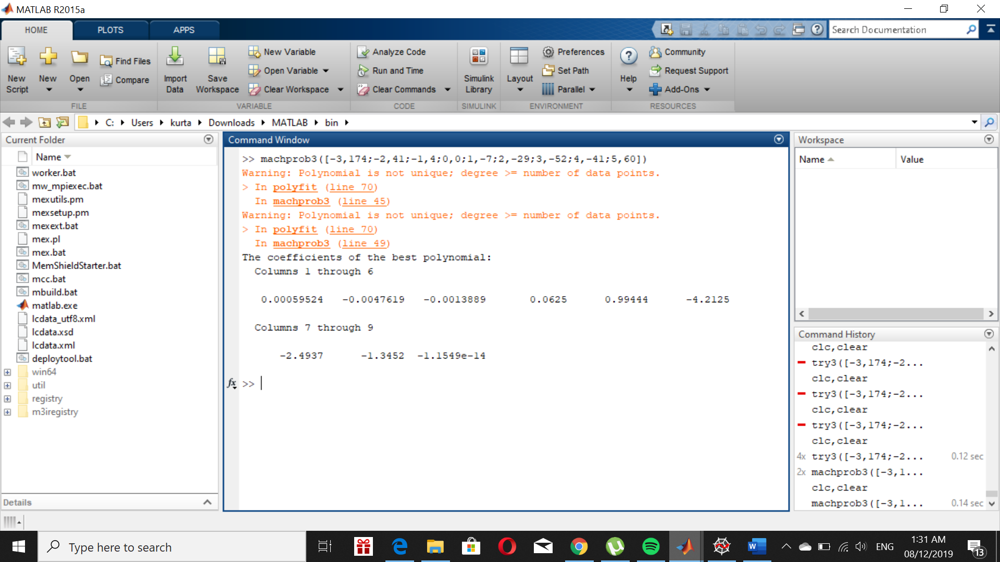 MATLAB R2015a
HOME PLOTS APPS
Search Documentation
New Script
New
Open
Find Files
Compare
FILE
Import Data
Save Workspace
New Variable
Open Variable
Clear Workspace
VARIABLE
Analyze Code
Run and Time
Clear Commands
CODE
Simulink Library
SIMULINK
Layout
Preferences
Set Path
Parallel
ENVIRONMENT
Help
Community
Request Support
Add-Ons
RESOURCES
C: Users kurta Downloads MATLAB bin
Current Folder
Name
worker.bat
mw_mpiexec.bat
mexutils.pm
mexsetup.pm
mexext.bat
mex.pl
mex.bat
MemShieldStarter.bat
mcc.bat
mbuild.bat
matlab.exe
lcdata_utf8.xml
lcdata.xsd
lcdata.xml
deploytool.bat
win64
util
registry
m3iregistry
Details
Command Window
>> machprob3([-3,174;-2,41;-1,4;0,0;1,-7;2,-29;3,-52;4,-41;5,60])
Warning: Polynomial is not unique; degree >= number of data points.
> In polyfit (line 70)
In machprob3 (line 45)
Warning: Polynomial is not unique; degree >= number of data points.
> In polyfit (line 70)
In machprob3 (line 49)
The coefficients of the best polynomial:
Columns 1 through 6
0.00059524 -0.0047619 -0.0013889 0.0625 0.99444 -4.2125
Columns 7 through 9
-2.4937 -1.3452 -1.1549e-14
fx >>
Workspace
Name Value
Command History
clc,clear
try3([-3,174;-2...
clc,clear
try3([-3,174;-2...
clc,clear
try3([-3,174;-2...
clc,clear
4x try3([-3,174;-2... 0.12 sec
2x machprob3([-3,1...
clc,clear
machprob3([-3,1... 0.14 sec
Type here to search
ENG
1:31 AM
08/12/2019
13